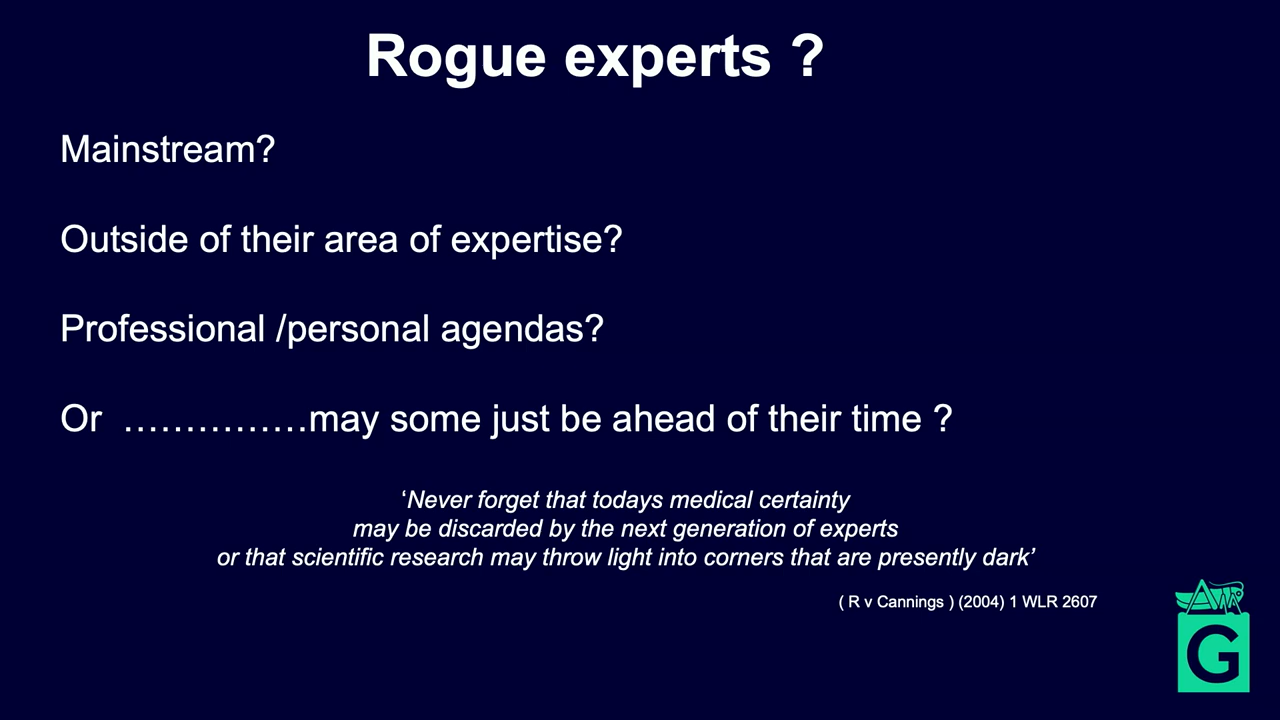 Rogue experts ?
Mainstream?
Outside of their area of expertise?
Professional /personal agendas?
Or ……………may some just be ahead of their time ?
‘Never forget that todays medical certainty
may be discarded by the next generation of experts
or that scientific research may throw light into corners that are presently dark’
( R v Cannings ) (2004) 1 WLR 2607
G